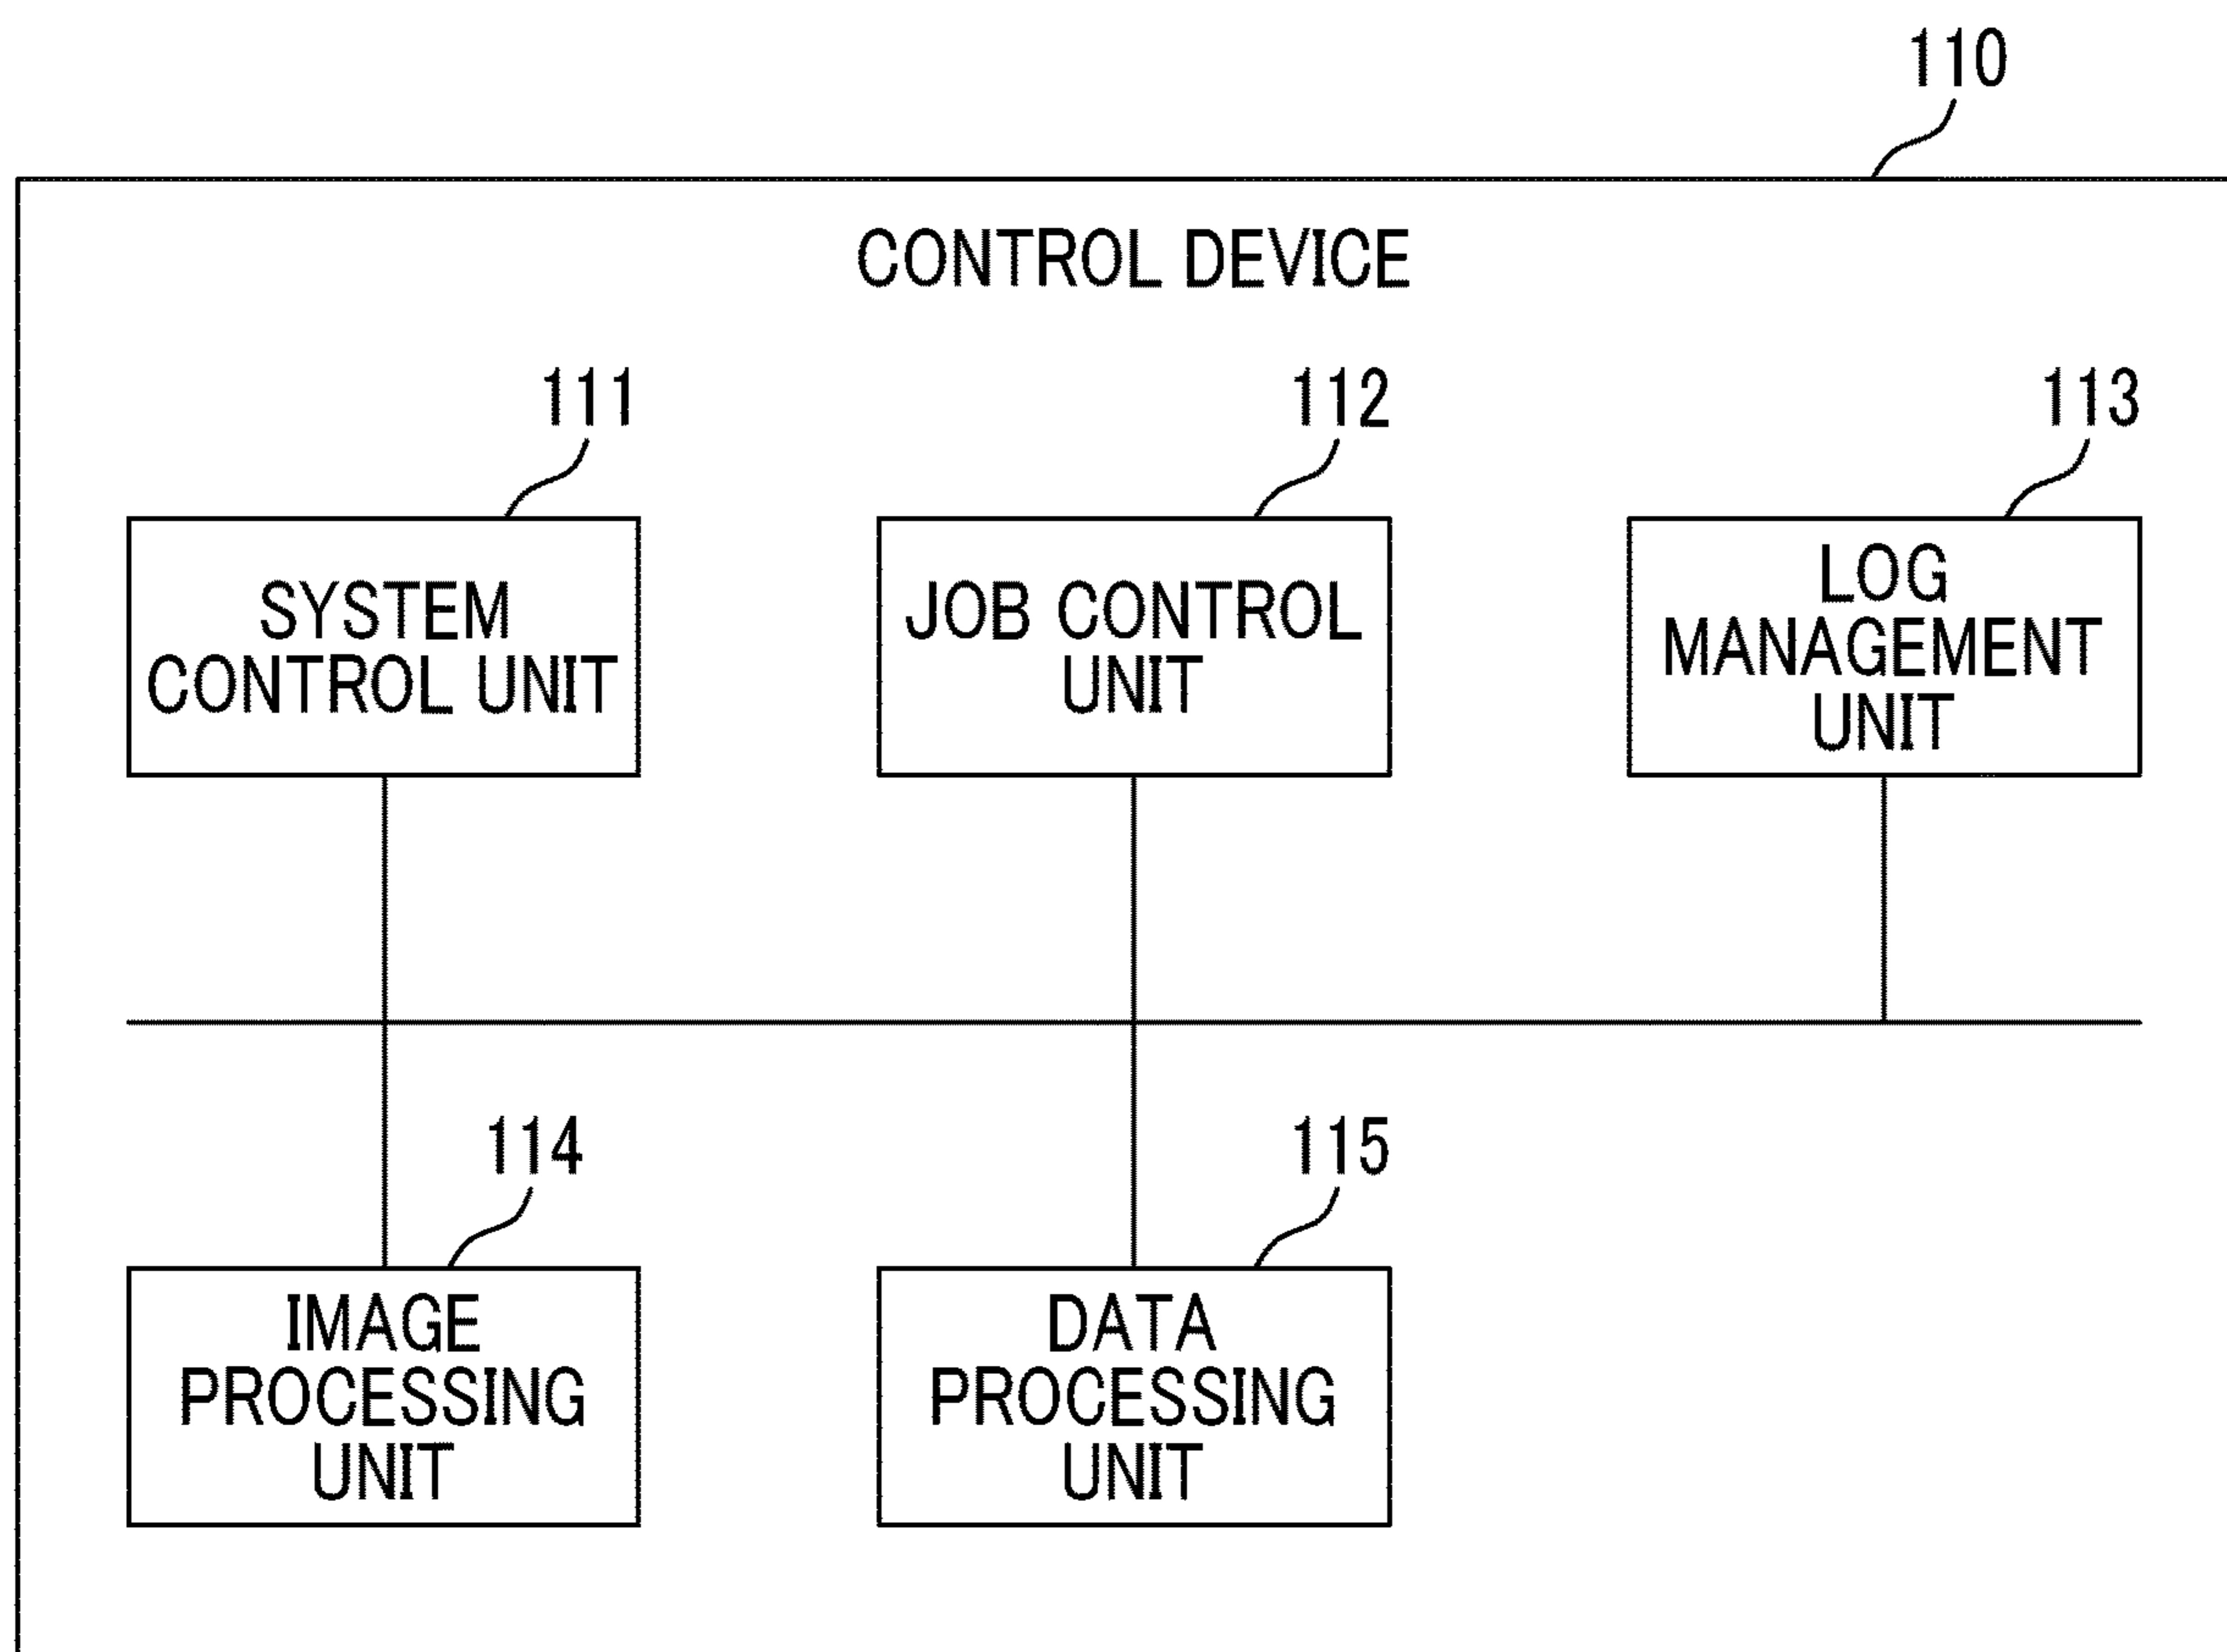 110
CONTROL DEVICE
111
112
113
SYSTEM
CONTROL UNIT
JOB CONTROL
UNIT
LOG
MANAGEMENT
UNIT
114
115
IMAGE
PROCESSING
UNIT
DATA
PROCESSING
UNIT